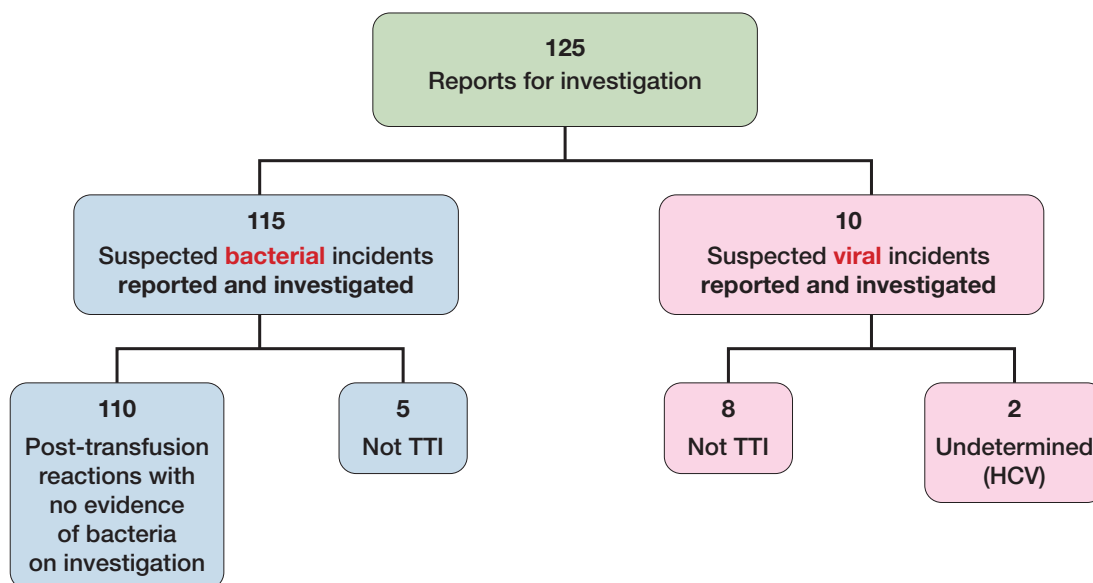 125
Reports for investigation
115
Suspected bacterial incidents
reported and investigated
10
Suspected viral incidents
reported and investigated
110
Post-transfusion
reactions with
no evidence
of bacteria
on investigation
5
Not TTI
8
Not TTI
2
Undetermined
(HCV)